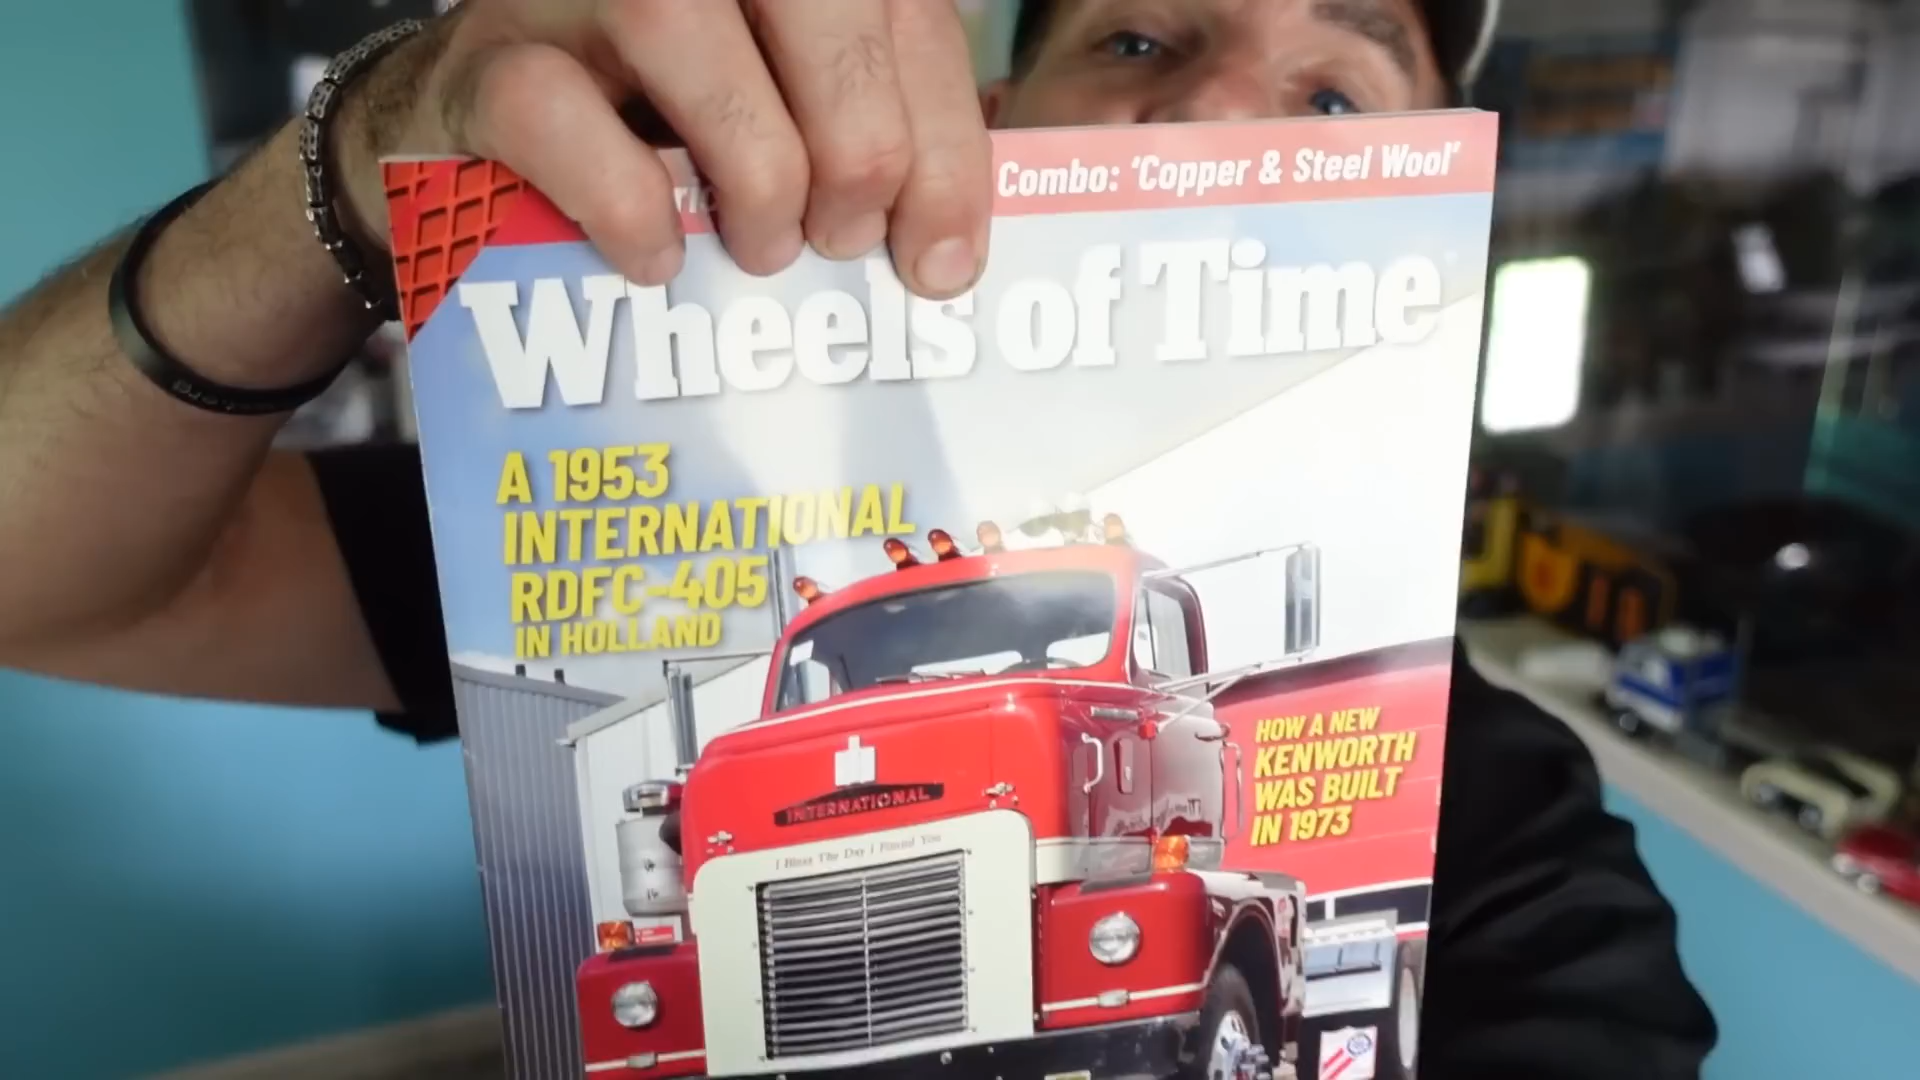 Combo: ‘Copper & Steel Wool’
Wheels of Time
A 1953
INTERNATIONAL
RDFC-405
IN HOLLAND
HOW A NEW
KENWORTH
WAS BUILT
IN 1973
INTERNATIONAL
I Bless The Day I Found You